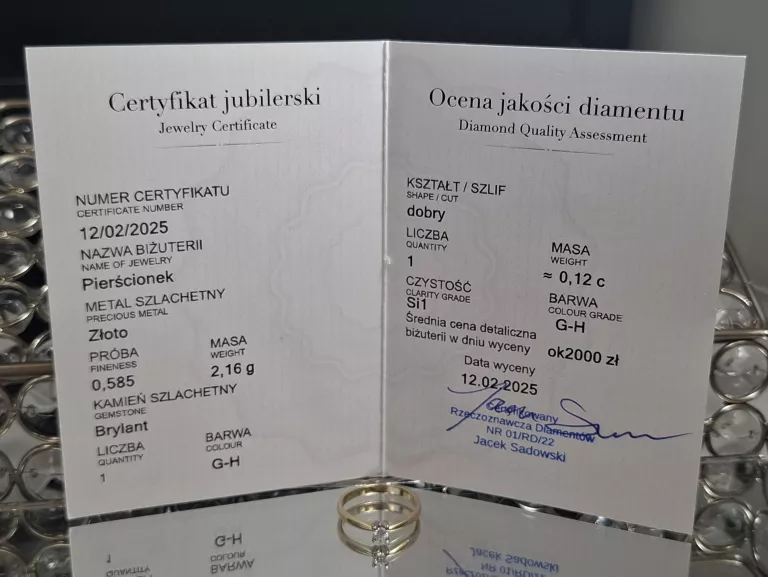 Certyfikat jubilerski
Jewelry Certificate
NUMER CERTYFIKATU
CERTIFICATE NUMBER
12/02/2025
NAZWA BIŻUTERII
NAME OF JEWELRY
Pierścionek
METAL SZLACHETNY
PRECIOUS METAL
Złoto
PRÓBA
FINENESS
0,585
MASA
WEIGHT
2,16 g
KAMIEŃ SZLACHETNY
GEMSTONE
Brylant
LICZBA
QUANTITY
1
BARWA
COLOUR
G-H
Ocena jakości diamentu
Diamond Quality Assessment
KSZTAŁT / SZLIF
SHAPE / CUT
dobry
LICZBA
QUANTITY
1
MASA
WEIGHT
≈ 0,12 c
CZYSTOŚĆ
CLARITY GRADE
Si1
BARWA
COLOUR GRADE
G-H
Średnia cena detaliczna
biżuterii w dniu wyceny
ok2000 zł
Data wyceny
12.02.2025
Rzeczoznawca Diamentów
NR 01/RD/22
Jacek Sadowski